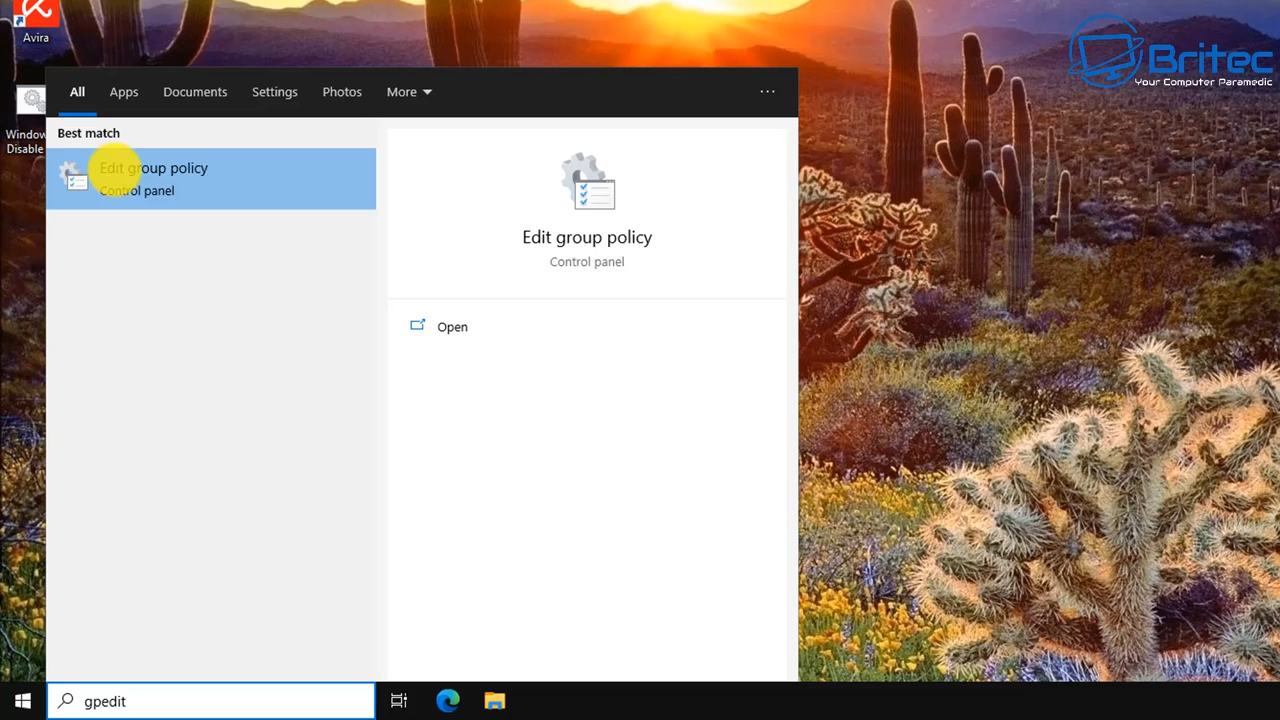 Avira
Britec
Your Computer Paramedic
All
Apps
Documents
Settings
Photos
More
Best match
Window
Disable
Edit group policy
Control panel
Edit group policy
Control panel
Open
gpedit